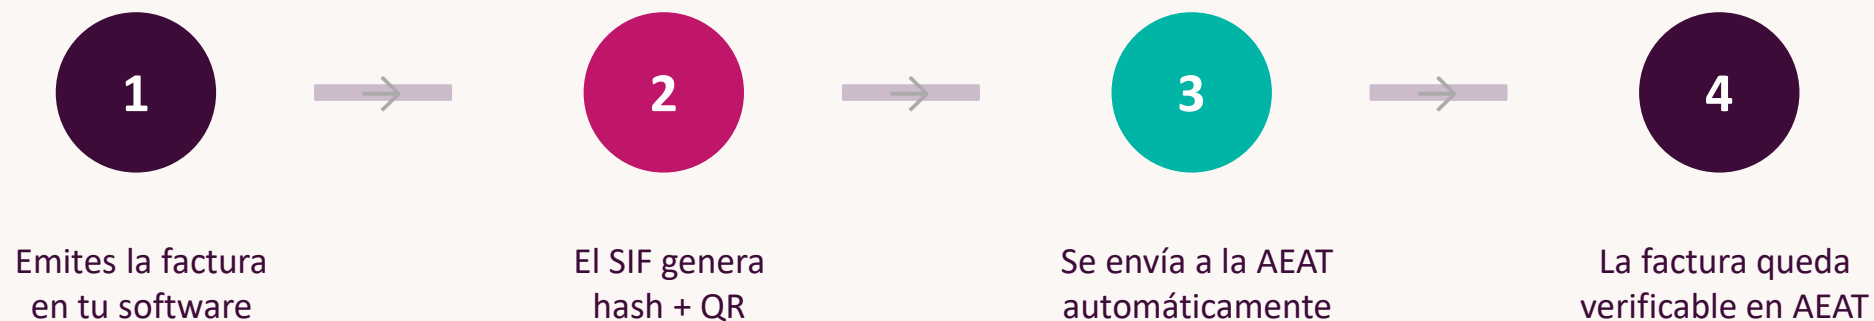 1
2
3
4
Emites la factura
en tu software
El SIF genera
hash + QR
Se envía a la AEAT
automáticamente
La factura queda
verificable en AEAT